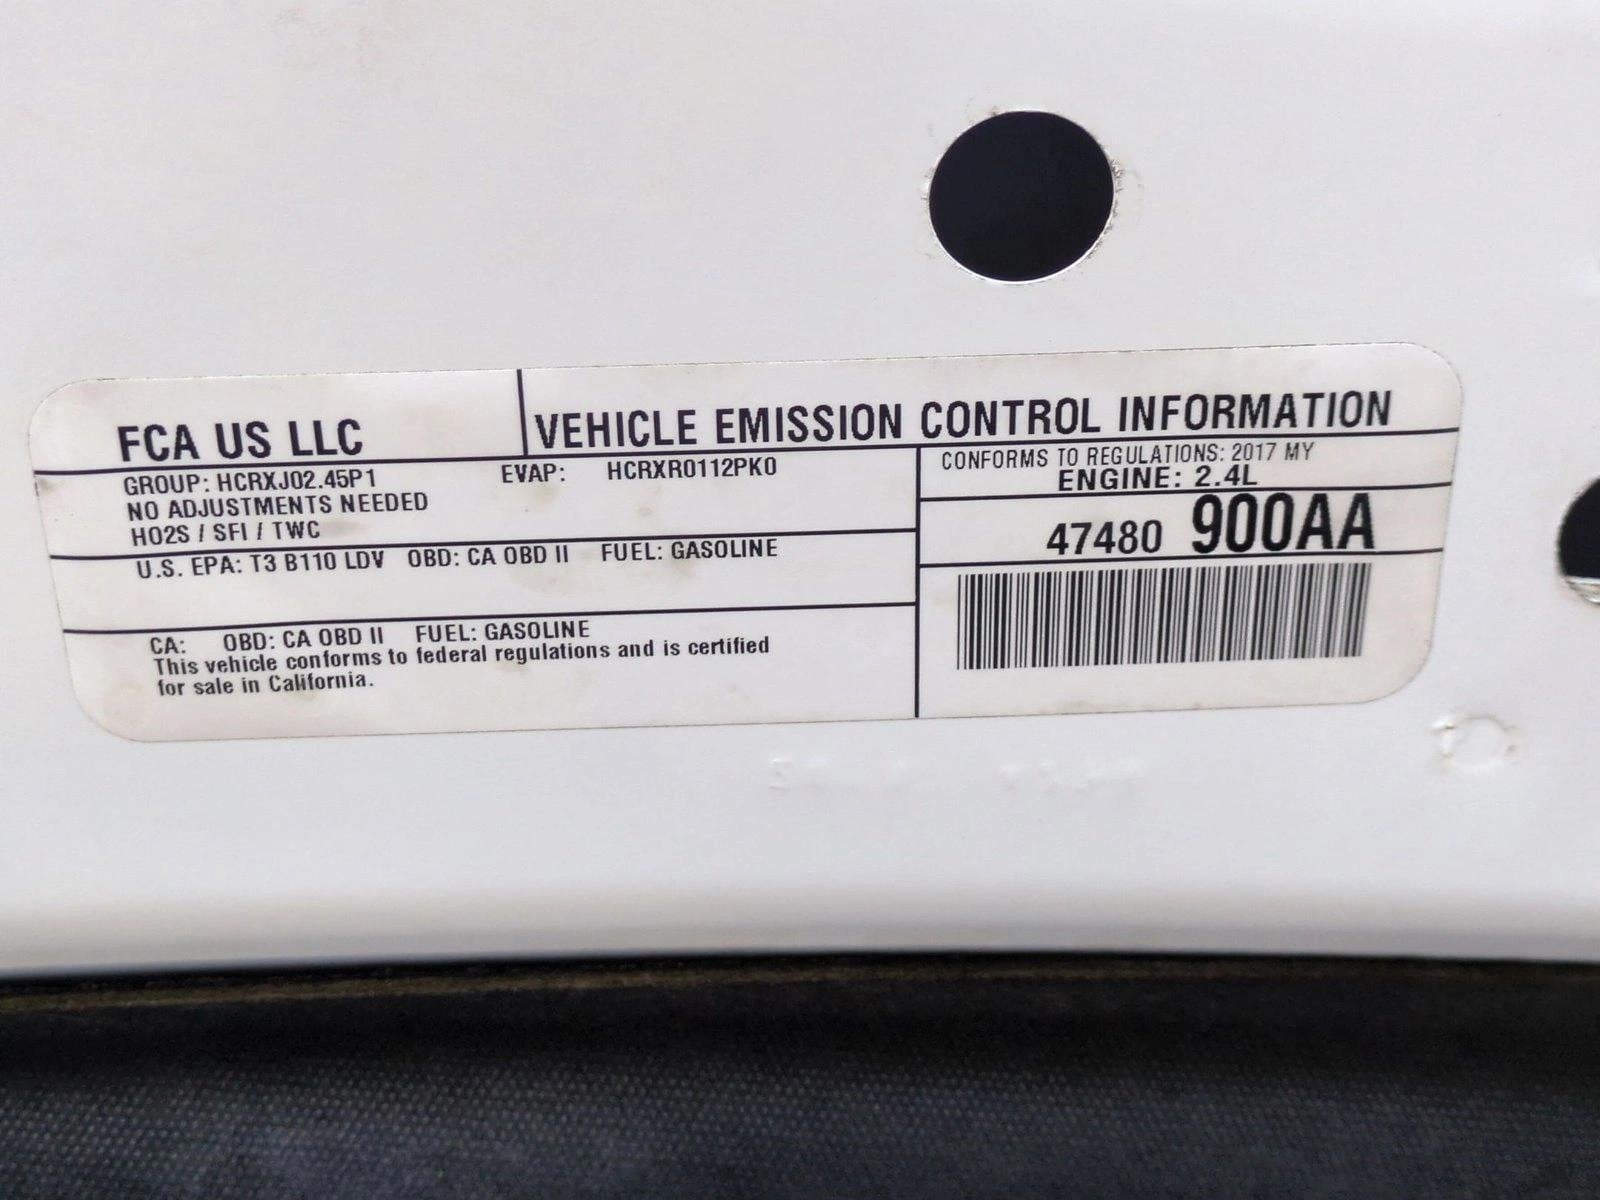 FCA US LLC
VEHICLE EMISSION CONTROL INFORMATION
GROUP: HCRXJ02.45P1 EVAP: HCRXR0112PK0
NO ADJUSTMENTS NEEDED
HO2S / SFI / TWC
U.S. EPA: T3 B110 LDV OBD: CA OBD II FUEL: GASOLINE
CA: OBD: CA OBD II FUEL: GASOLINE
This vehicle conforms to federal regulations and is certified
for sale in California.
CONFORMS TO REGULATIONS: 2017 MY
ENGINE: 2.4L
47480 900AA